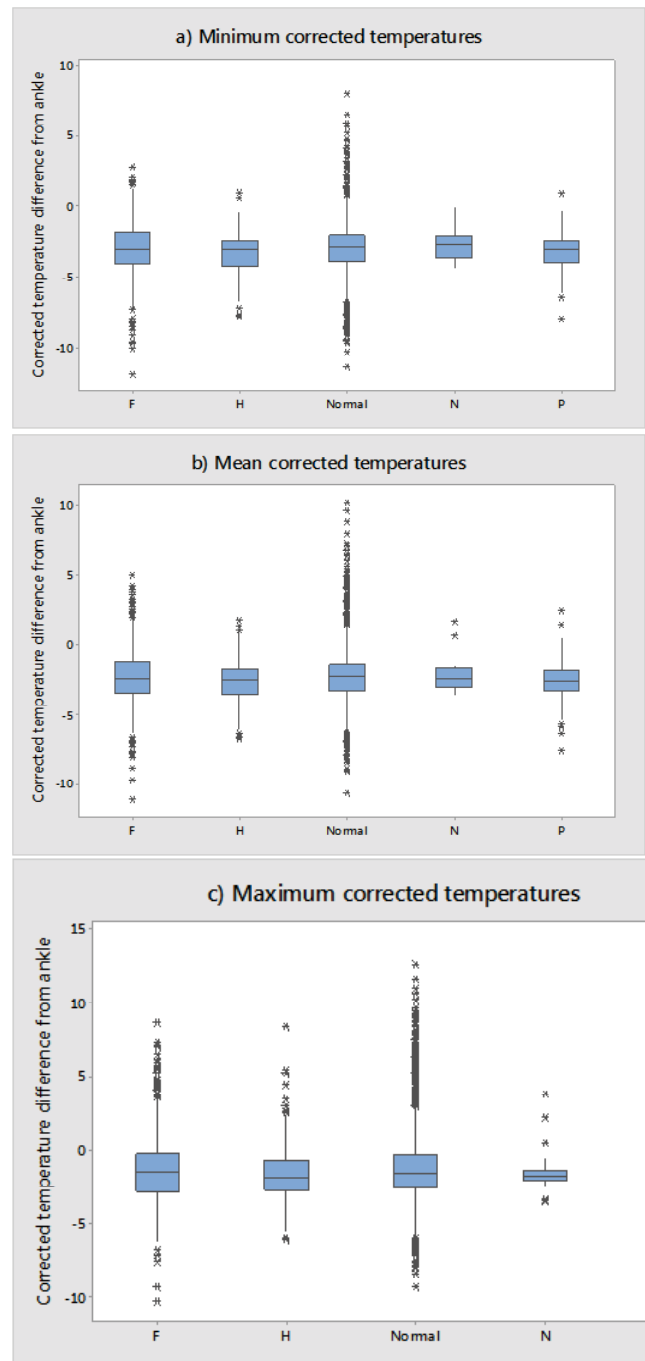 a) Minimum corrected temperatures
Corrected temperature difference from ankle
10
5
0
-5
-10
F H Normal N P
b) Mean corrected temperatures
Corrected temperature difference from ankle
10
5
0
-5
-10
F H Normal N P
c) Maximum corrected temperatures
Corrected temperature difference from ankle
15
10
5
0
-5
-10
F H Normal N